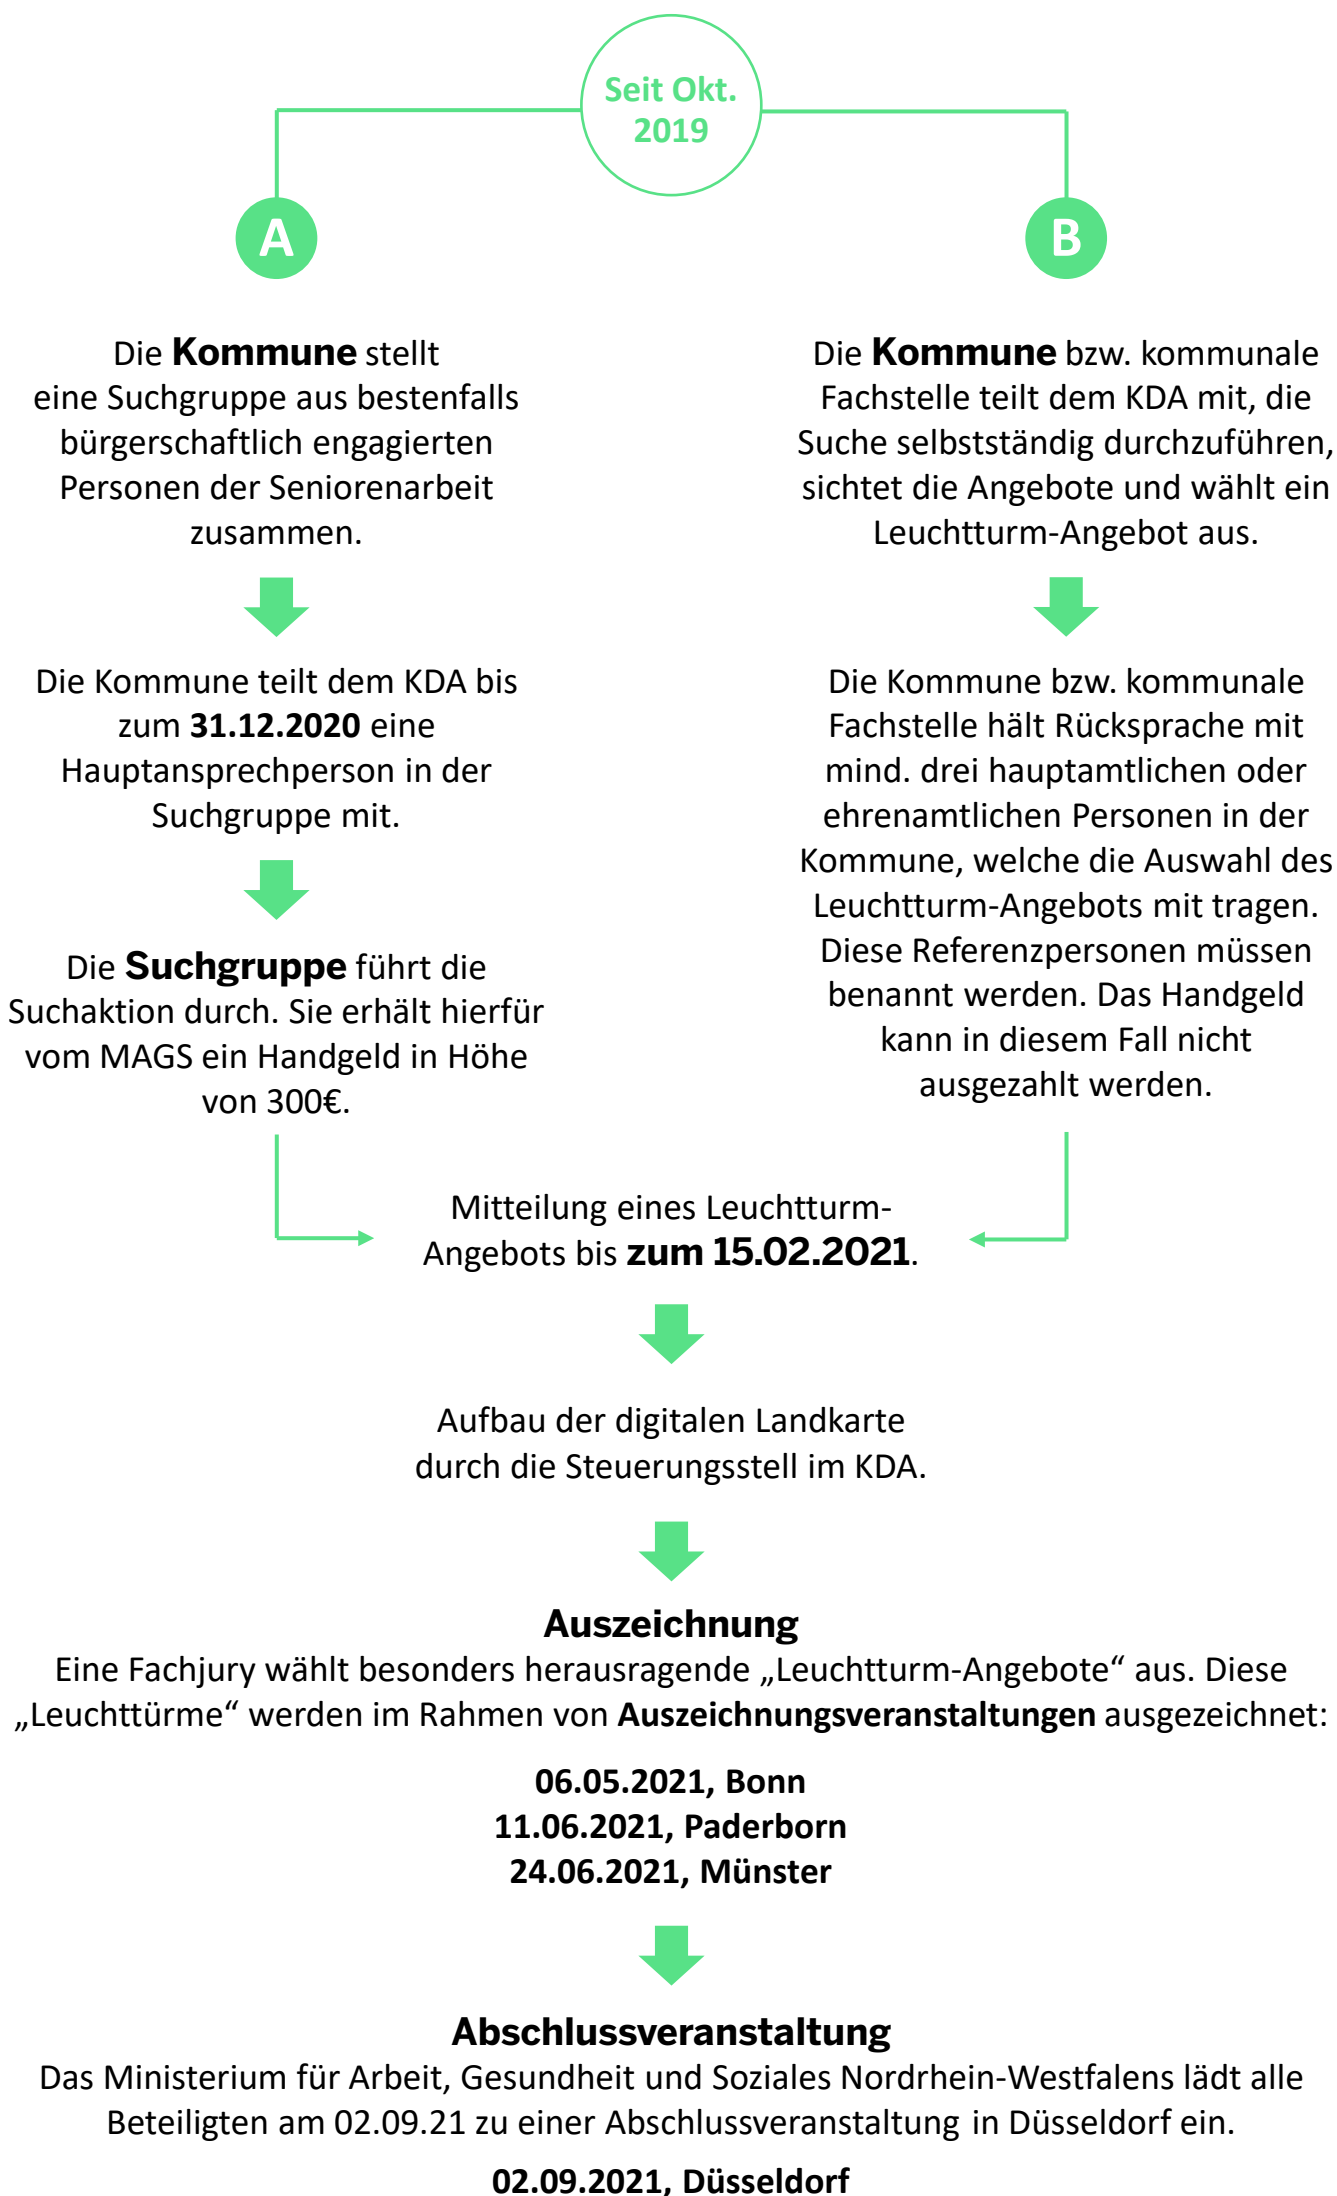 Seit Okt.
2019
A
Die Kommune stellt
eine Suchgruppe aus bestenfalls
bürgerschaftlich engagierten
Personen der Seniorenarbeit
zusammen.
Die Kommune teilt dem KDA bis
zum 31.12.2020 eine
Hauptansprechperson in der
Suchgruppe mit.
Die Suchgruppe führt die
Suchaktion durch. Sie erhält hierfür
vom MAGS ein Handgeld in Höhe
von 300€.
B
Die Kommune bzw. kommunale
Fachstelle teilt dem KDA mit, die
Suche selbstständig durchzuführen,
sichtet die Angebote und wählt ein
Leuchtturm-Angebot aus.
Die Kommune bzw. kommunale
Fachstelle hält Rücksprache mit
mind. drei hauptamtlichen oder
ehrenamtlichen Personen in der
Kommune, welche die Auswahl des
Leuchtturm-Angebots mit tragen.
Diese Referenzpersonen müssen
benannt werden. Das Handgeld
kann in diesem Fall nicht
ausgezahlt werden.
Mitteilung eines Leuchtturm-
Angebots bis zum 15.02.2021.
Aufbau der digitalen Landkarte
durch die Steuerungsstell im KDA.
Auszeichnung
Eine Fachjury wählt besonders herausragende „Leuchtturm-Angebote“ aus. Diese
„Leuchttürme“ werden im Rahmen von Auszeichnungsveranstaltungen ausgezeichnet:
06.05.2021, Bonn
11.06.2021, Paderborn
24.06.2021, Münster
Abschlussveranstaltung
Das Ministerium für Arbeit, Gesundheit und Soziales Nordrhein-Westfalens lädt alle
Beteiligten am 02.09.21 zu einer Abschlussveranstaltung in Düsseldorf ein.
02.09.2021, Düsseldorf